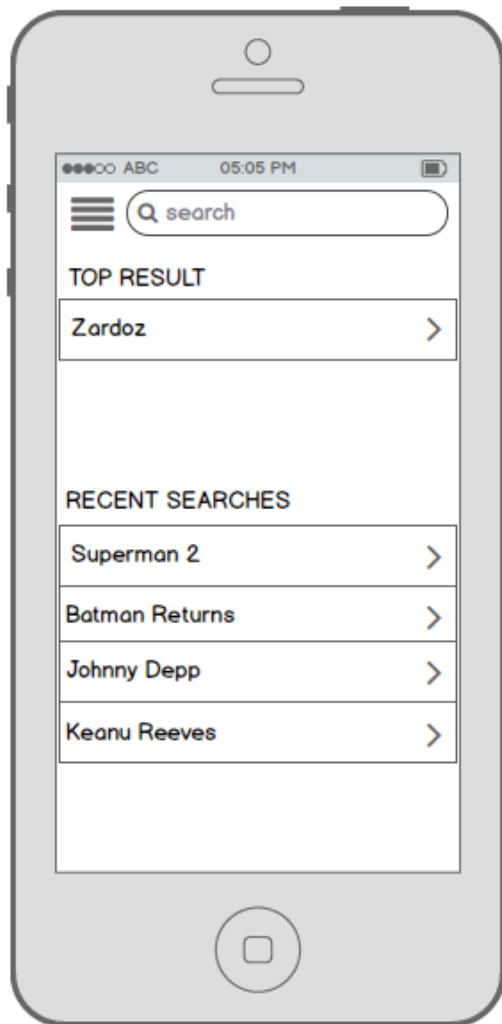 ABC 05:05 PM
search
TOP RESULT
Zardoz
RECENT SEARCHES
Superman 2
Batman Returns
Johnny Depp
Keanu Reeves